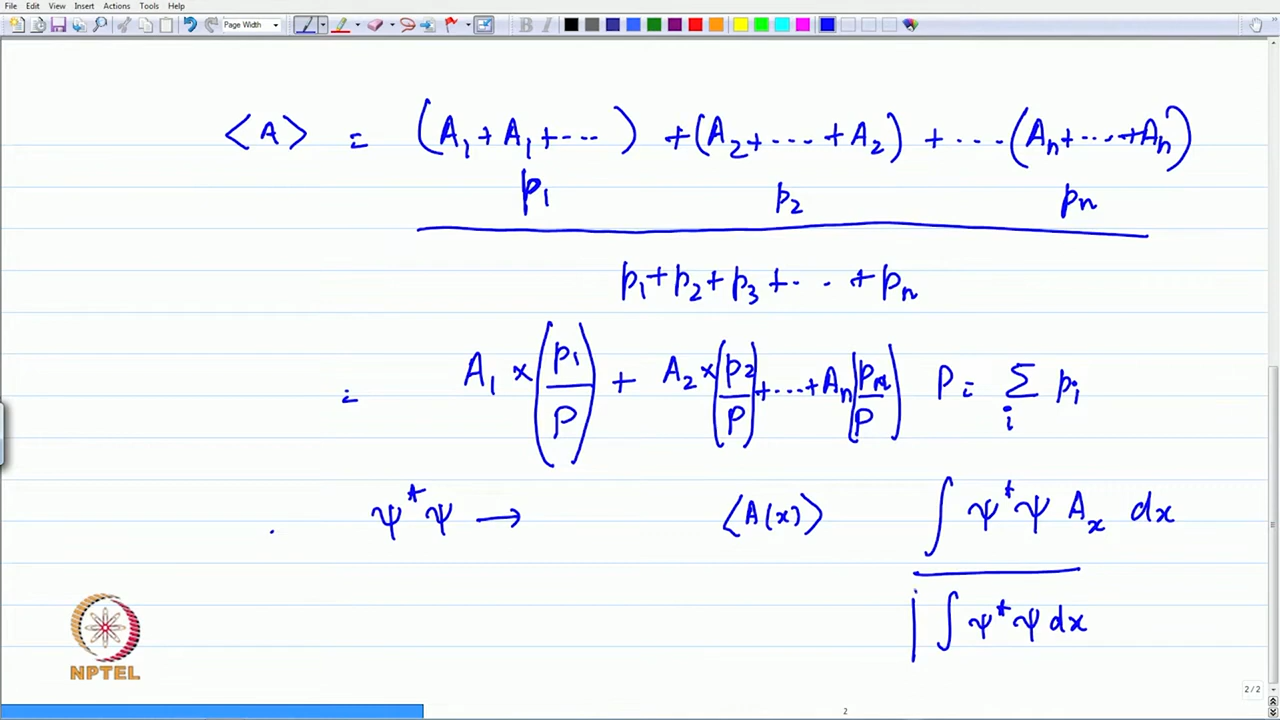 File Edit View Insert Actions Tools Help
Page Width
B I
⟨A⟩ = (A₁+A₁+---) +(A₂+...+A₂) + ...(Aₙ+...+Aₙ)
p₁ p₂ pₙ
p₁+p₂+p₃+.. . +pₙ
= A₁ × (p₁/P) + A₂×(p₂/P)+...+Aₙ(pₙ/P) P = Σᵢ pᵢ
ψ*ψ → ⟨A(x)⟩ ∫ ψ*ψ Aₓ dx
∫ ψ*ψ dx
NPTEL
2/2
2